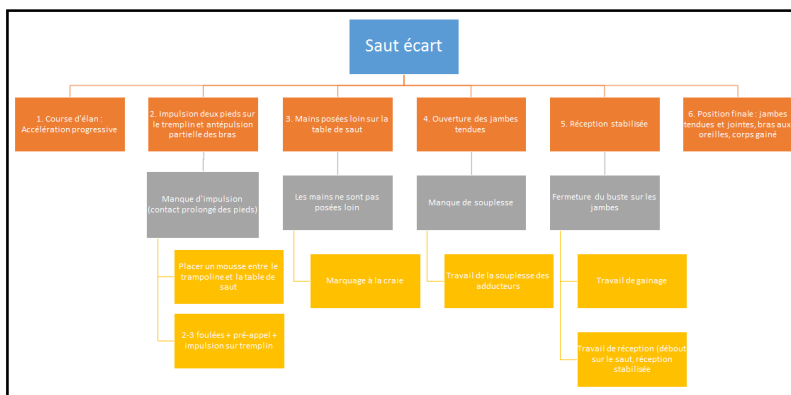 Saut écart
1. Course d'élan :
Accélération progressive
2. Impulsion deux pieds sur
le tremplin et antépulsion
partielle des bras
3. Mains posées loin sur la
table de saut
4. Ouverture des jambes
tendues
5. Réception stabilisée
6. Position finale : jambes
tendues et jointes, bras aux
oreilles, corps gainé
Manque d'impulsion
(contact prolongé des pieds)
Les mains ne sont pas
posées loin
Manque de souplesse
Fermeture du buste sur les
jambes
Placer un mousse entre le
trampoline et la table de
saut
Marquage à la craie
Travail de la souplesse des
adducteurs
Travail de gainage
2-3 foulées + pré-appel +
impulsion sur tremplin
Travail de réception (débout
sur le saut, réception
stabilisée